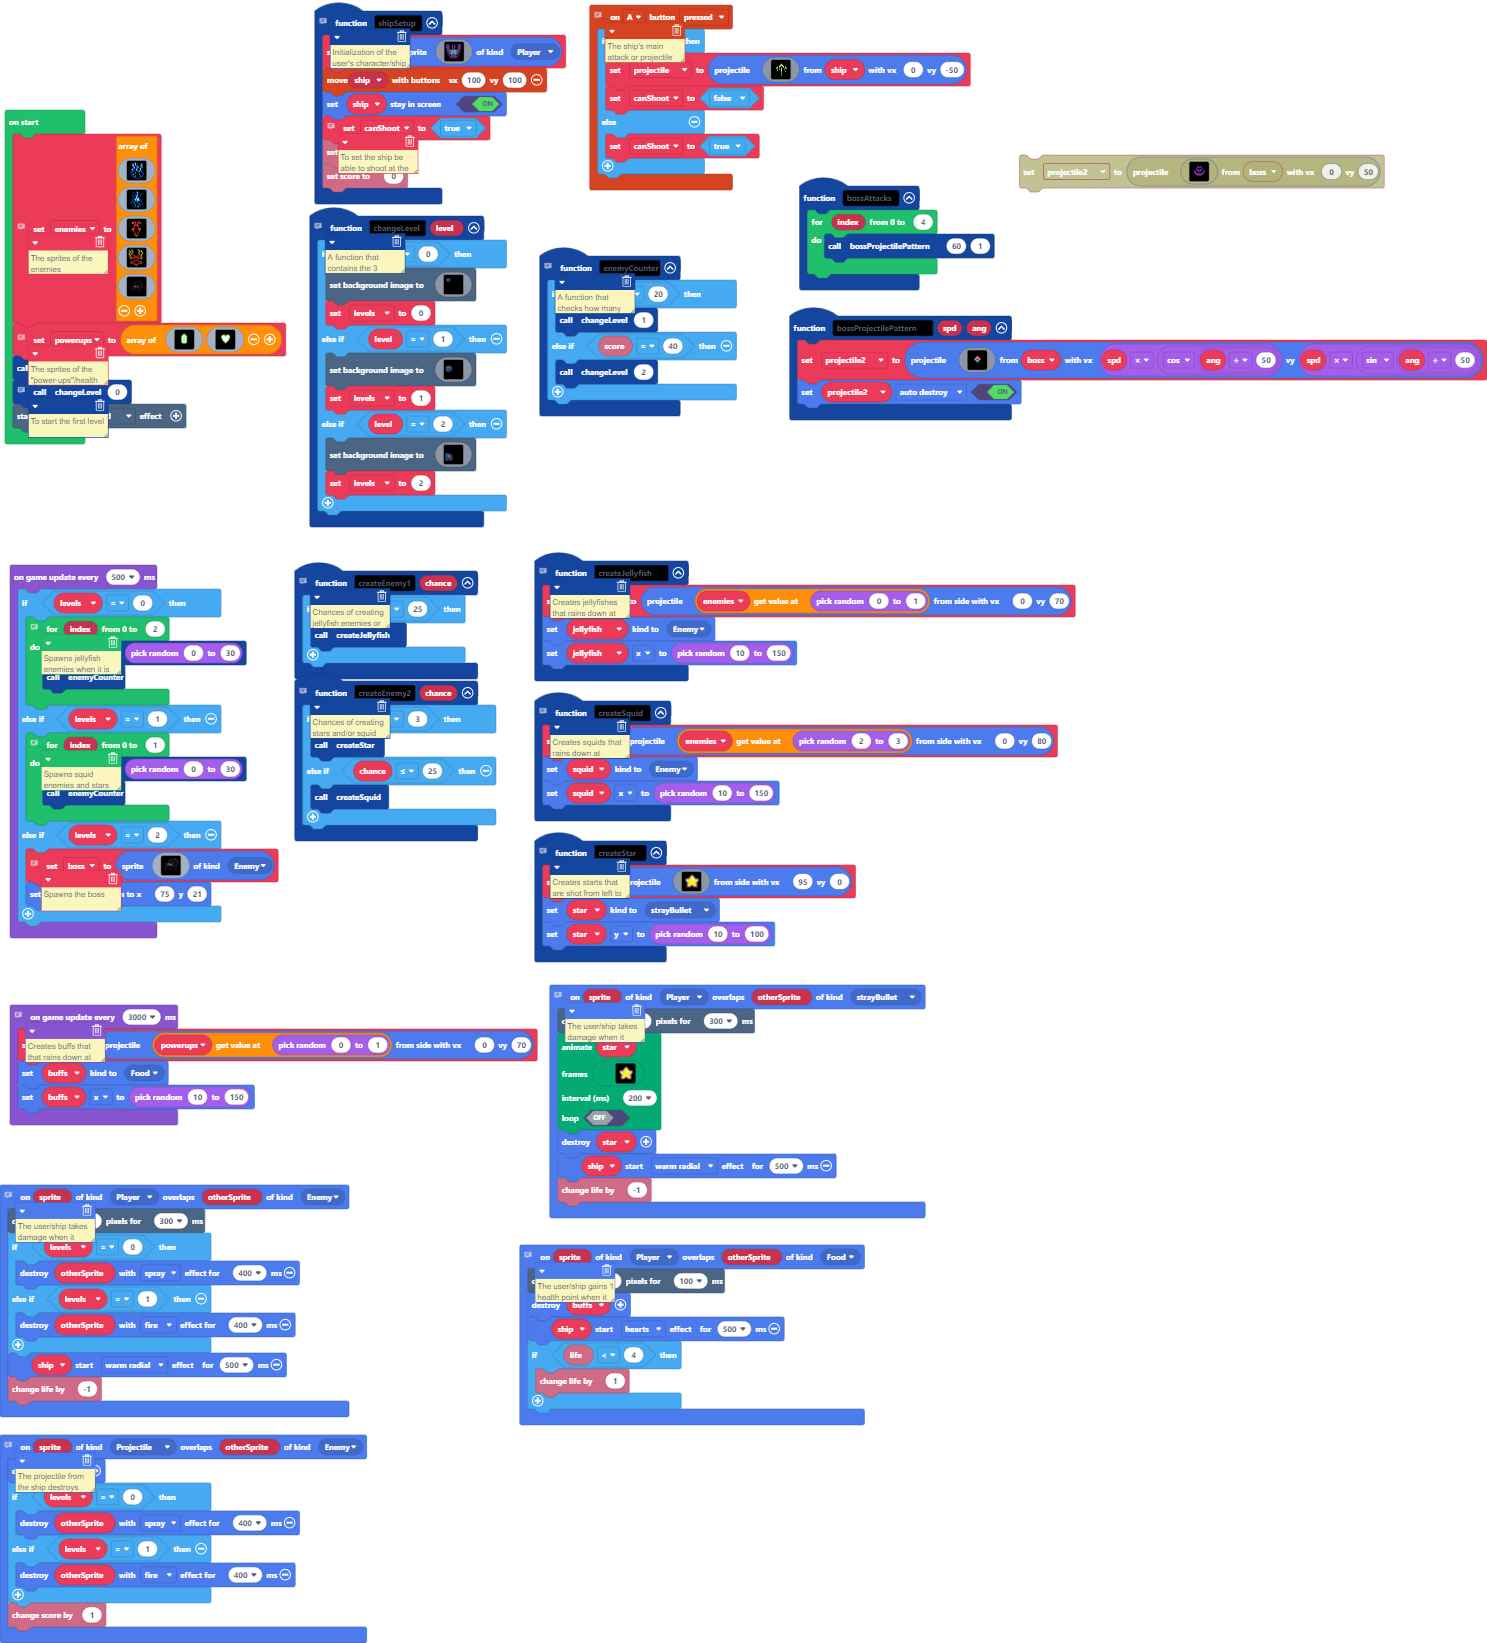 on start
array of
set enemies to
The sprites of the
enemies
set powerups to array of
The sprites of the
"power-ups"/health
call changeLevel 0
To start the first level
effect
function shipSetup
Initialization of the
user's character/ship
of kind Player
move ship with buttons vx 100 vy 100
set ship stay in screen ON
set canShoot to true
To set the ship be
able to shoot at the
set score to 0
on A button pressed
The ship's main
attack or projectile
then
set projectile to projectile from ship with vx 0 vy -50
set canShoot to false
else
set canShoot to true
set projectile2 to projectile from boss with vx 0 vy 50
function bossAttacks
for index from 0 to 4
do call bossProjectilePattern 60 1
function changeLevel level
A function that
contains the 3
0 then
set background image to
set levels to 0
else if level = 1 then
set background image to
set levels to 1
else if level = 2 then
set background image to
set levels to 2
function enemyCounter
A function that
checks how many
20 then
call changeLevel 1
else if score = 40 then
call changeLevel 2
function bossProjectilePattern spd ang
set projectile2 to projectile from boss with vx spd × cos ang ÷ 50 vy spd × sin ang ÷ 50
set projectile2 auto destroy ON
on game update every 500 ms
if levels = 0 then
for index from 0 to 2
do pick random 0 to 30
Spawns jellyfish
enemies when it is
call enemyCounter
else if levels = 1 then
for index from 0 to 1
do pick random 0 to 30
Spawns squid
enemies and stars
call enemyCounter
else if levels = 2 then
set boss to sprite of kind Enemy
Spawns the boss
set to x 75 y 21
function createEnemy1 chance
Chances of creating
jellyfish enemies or
25 then
call createJellyfish
function createEnemy2 chance
Chances of creating
stars and/or squid
3 then
call createStar
else if chance ≤ 25 then
call createSquid
function createJellyfish
Creates jellyfishes
that rains down at
to projectile enemies get value at pick random 0 to 1 from side with vx 0 vy 70
set jellyfish kind to Enemy
set jellyfish x to pick random 10 to 150
function createSquid
Creates squids that
rains down at
projectile enemies get value at pick random 2 to 3 from side with vx 0 vy 80
set squid kind to Enemy
set squid x to pick random 10 to 150
function createStar
Creates starts that
are shot from left to
projectile from side with vx 95 vy 0
set star kind to strayBullet
set star y to pick random 10 to 100
on game update every 3000 ms
Creates buffs that
that rains down at
projectile powerups get value at pick random 0 to 1 from side with vx 0 vy 70
set buffs kind to Food
set buffs x to pick random 10 to 150
on sprite of kind Player overlaps otherSprite of kind strayBullet
The user/ship takes
damage when it
pixels for 300 ms
animate star
frames
interval (ms) 200
loop OFF
destroy star
ship start warm radial effect for 500 ms
change life by -1
on sprite of kind Player overlaps otherSprite of kind Enemy
The user/ship takes
damage when it
pixels for 300 ms
if levels = 0 then
destroy otherSprite with spray effect for 400 ms
else if levels = 1 then
destroy otherSprite with fire effect for 400 ms
ship start warm radial effect for 500 ms
change life by -1
on sprite of kind Player overlaps otherSprite of kind Food
The user/ship gains 1
health point when it
pixels for 100 ms
destroy buffs
ship start hearts effect for 500 ms
if life < 4 then
change life by 1
on sprite of kind Projectile overlaps otherSprite of kind Enemy
The projectile from
the ship destroys
if levels = 0 then
destroy otherSprite with spray effect for 400 ms
else if levels = 1 then
destroy otherSprite with fire effect for 400 ms
change score by 1